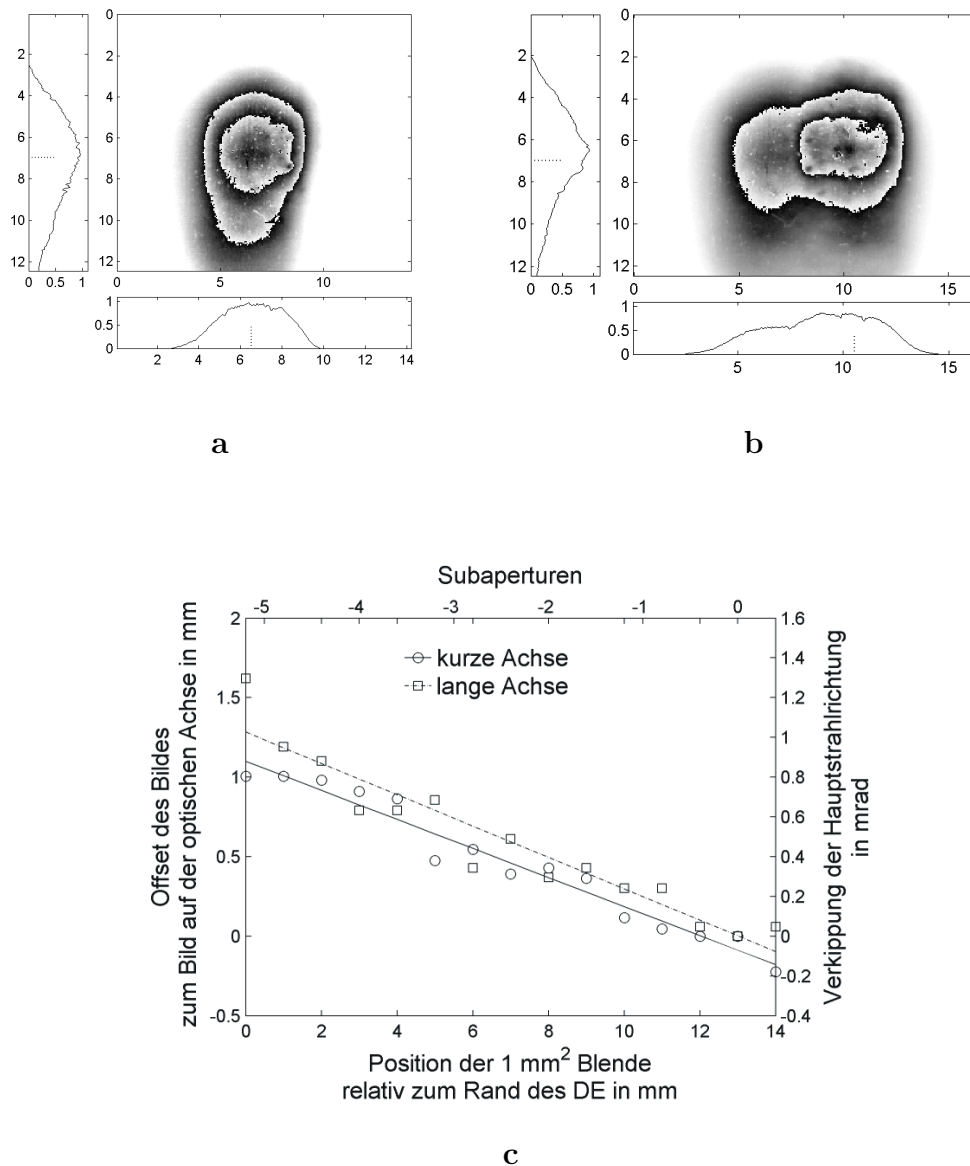 0
2
4
6
8
10
12
0 0.5 1
0
2
4
6
8
10
12
0 5 10
1
0.5
0
2 4 6 8 10 12 14
a
0
2
4
6
8
10
12
0 0.5 1
0
2
4
6
8
10
12
0 5 10 15
1
0.5
0
5 10 15
b
Subaperturen
-5 -4 -3 -2 -1 0
Offset des Bildes
zum Bild auf der optischen Achse in mm
2
1.5
1
0.5
0
-0.5
kurze Achse
lange Achse
1.6
1.4
1.2
1
0.8
0.6
0.4
0.2
0
-0.2
-0.4
Verkippung der Hauptstrahlrichtung
in mrad
0 2 4 6 8 10 12 14
Position der 1 mm² Blende
relativ zum Rand des DE in mm
c